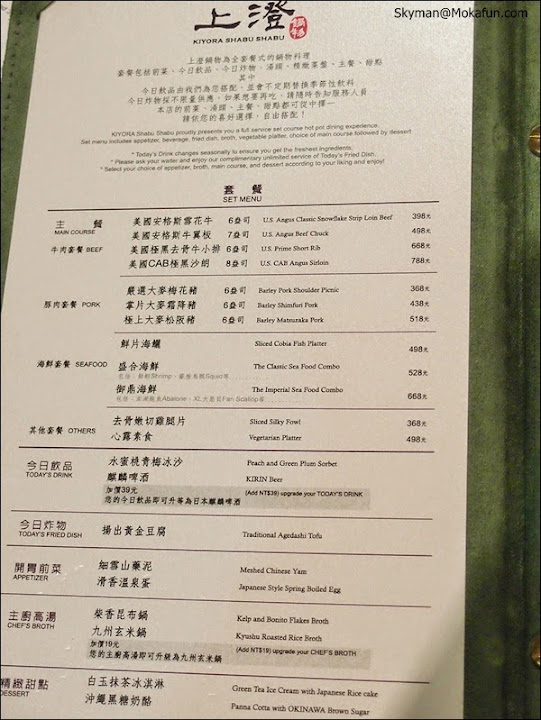 Skyman@Mokafun.com
上澄 鍋物
KIYORA SHABU SHABU
上澄鍋物為全套餐式的鍋物料理
套餐包括前菜、今日飲品、今日炸物、湯頭、精緻菜盤、主餐、甜點
其中
今日飲品由我們為您搭配，並會不定期替換季節性飲料
今日炸物採不限量供應，如果想要再吃，請隨時告知服務人員
本店的前菜、湯頭、主餐、甜點都可從中擇一
請依您的喜好選擇，自由搭配！
KIYORA Shabu Shabu proudly presents you a full service set course hot pot dining experience.
Set menu includes appetizer, beverage, fried dish, broth, vegetable platter, choice of main course followed by dessert
* Today's Drink changes seasonally to ensure you get the freshest ingredients.
* Please ask your waiter and enjoy our complimentary unlimited service of Today's Fried Dish.
* Select your choice of appetizer, broth, main course, and dessert according to your liking and enjoy!
套 餐
SET MENU
主 餐
MAIN COURSE
牛肉套餐 BEEF
美國安格斯雪花牛 6盎司 U.S. Angus Classic Snowflake Strip Loin Beef 398元
美國安格斯牛翼板 7盎司 U.S. Angus Beef Chuck 498元
美國極黑去骨牛小排 6盎司 U.S. Prime Short Rib 668元
美國CAB極黑沙朗 8盎司 U.S. CAB Angus Sirloin 788元
豚肉套餐 PORK
嚴選大麥梅花豬 6盎司 Barley Pork Shoulder Picnic 368元
掌片大麥霜降豬 6盎司 Barley Shimfuri Pork 438元
極上大麥松阪豬 6盎司 Barley Matsuzaka Pork 518元
海鮮套餐 SEAFOOD
鮮片海鱺 Sliced Cobia Fish Platter 498元
盛合海鮮 The Classic Sea Food Combo 528元
御鼎海鮮 The Imperial Sea Food Combo 668元
其他套餐 OTHERS
去骨嫩切雞腿片 Sliced Silky Fowl 368元
心露素食 Vegetarian Platter 498元
今日飲品
TODAY'S DRINK
水蜜桃青梅冰沙 Peach and Green Plum Sorbet
麒麟啤酒 KIRIN Beer
加價39元 (Add NT$39) upgrade your TODAY'S DRINK
您的今日飲品即可升等為日本麒麟啤酒
今日炸物
TODAY'S FRIED DISH
揚出黃金豆腐 Traditional Agedashi Tofu
開胃前菜
APPETIZER
細雪山藥泥 Meshed Chinese Yam
滑香溫泉蛋 Japanese Style Spring Boiled Egg
主廚高湯
CHEF'S BROTH
柴香昆布鍋 Kelp and Bonito Flakes Broth
九州玄米鍋 Kyushu Roasted Rice Broth
加價19元 (Add NT$19) upgrade your CHEF'S BROTH
您的主廚高湯即可升級為九州玄米鍋
精緻甜點
DESSERT
白玉抹茶冰淇淋 Green Tea Ice Cream with Japanese Rice cake
沖繩黑糖奶酪 Panna Cotta with OKINAWA Brown Sugar